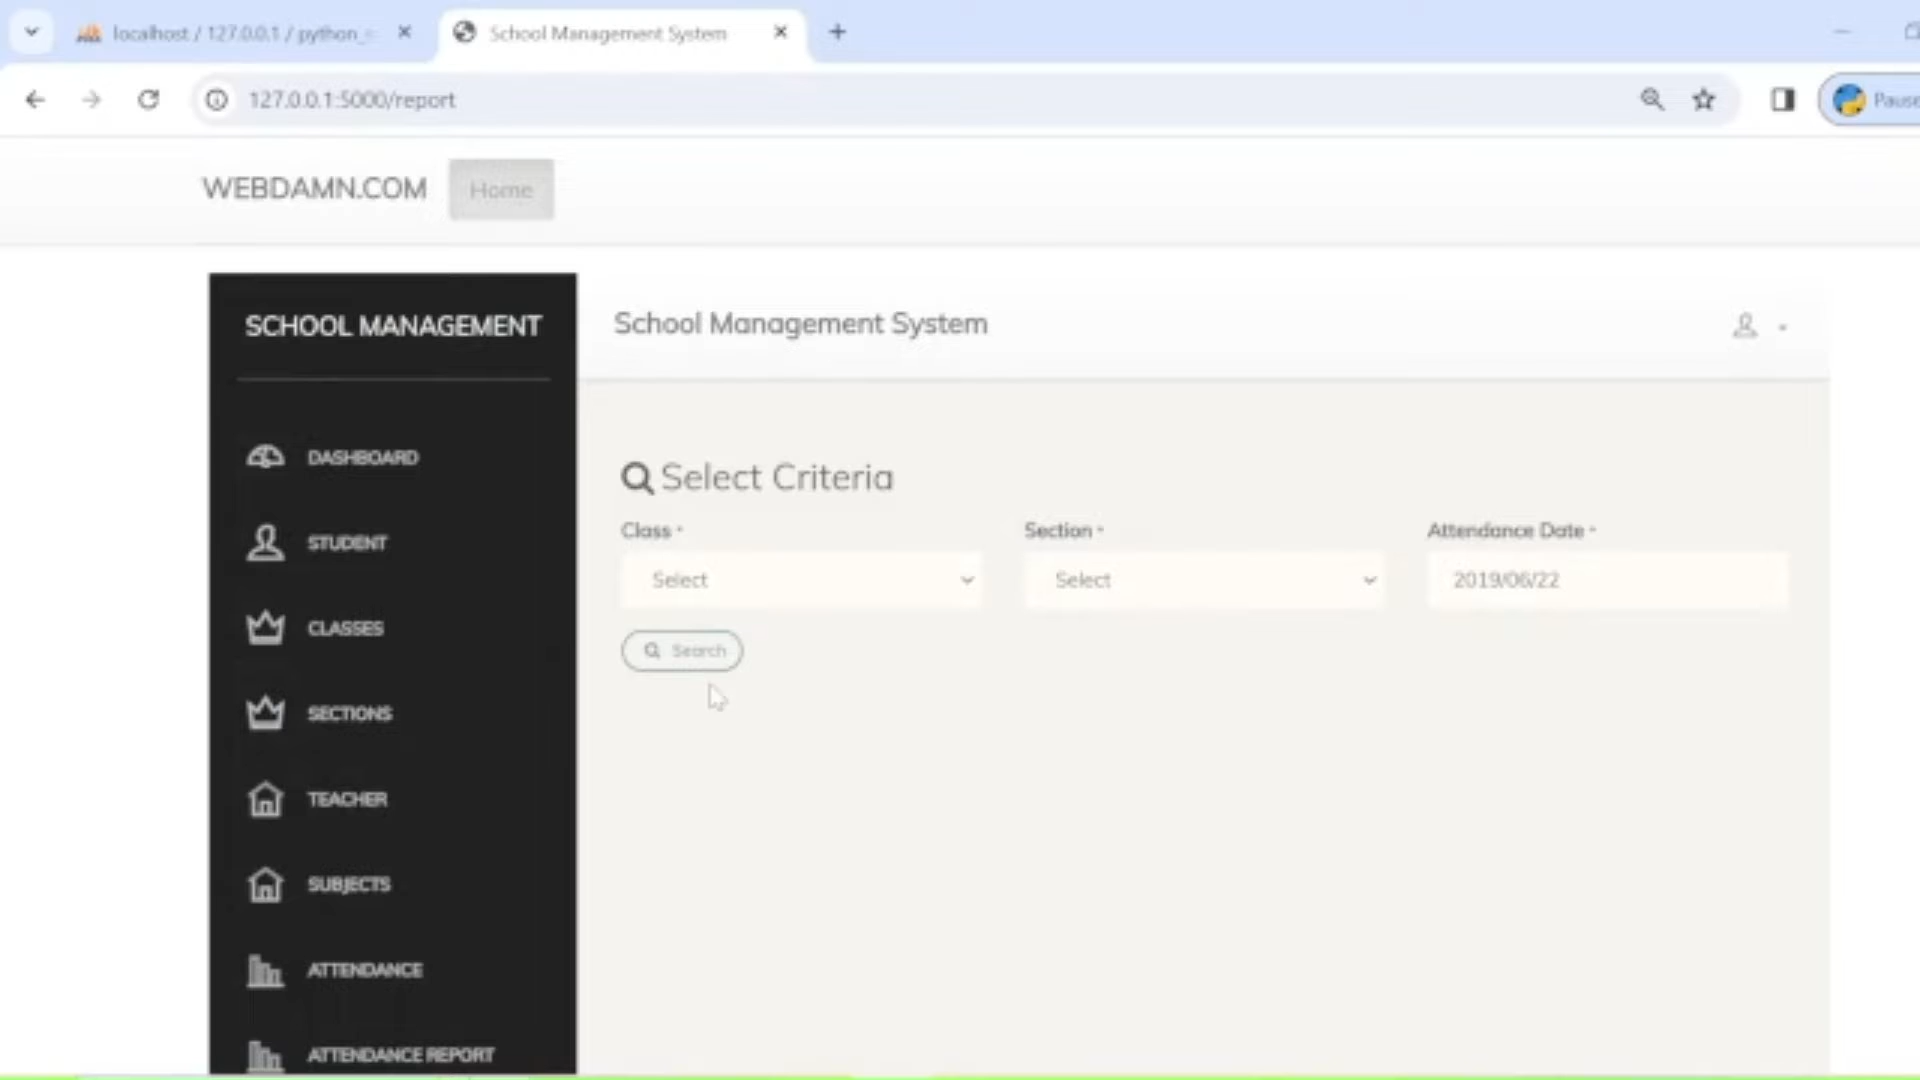 localhost / 127.0.0.1 / python_s
School Management System
127.0.0.1:5000/report
Pause
WEBDAMN.COM
Home
SCHOOL MANAGEMENT
School Management System
DASHBOARD
STUDENT
CLASSES
SECTIONS
TEACHER
SUBJECTS
ATTENDANCE
ATTENDANCE REPORT
Select Criteria
Class *
Section *
Attendance Date *
Select
Select
2019/06/22
Search